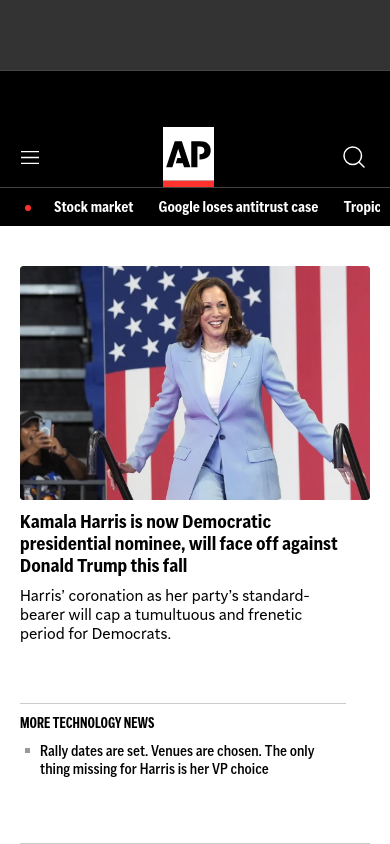 AP
Stock market
Google loses antitrust case
Tropic
Kamala Harris is now Democratic
presidential nominee, will face off against
Donald Trump this fall
Harris’ coronation as her party’s standard-
bearer will cap a tumultuous and frenetic
period for Democrats.
MORE TECHNOLOGY NEWS
Rally dates are set. Venues are chosen. The only
thing missing for Harris is her VP choice